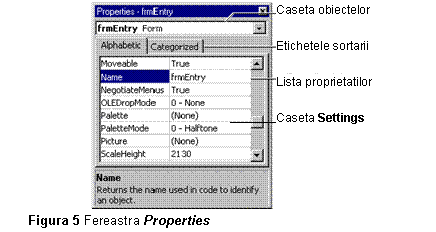 Properties - frmEntry
Caseta obiectelor
frmEntry Form
Alphabetic Categorized
Etichetele sortarii
Moveable True
Name frmEntry
Lista proprietatilor
NegotiateMenus True
OLEDropMode 0 - None
Palette (None)
Caseta Settings
PaletteMode 0 - Halftone
Picture (None)
ScaleHeight 2130
Name
Returns the name used in code to identify
an object.
Figura 5 Fereastra Properties